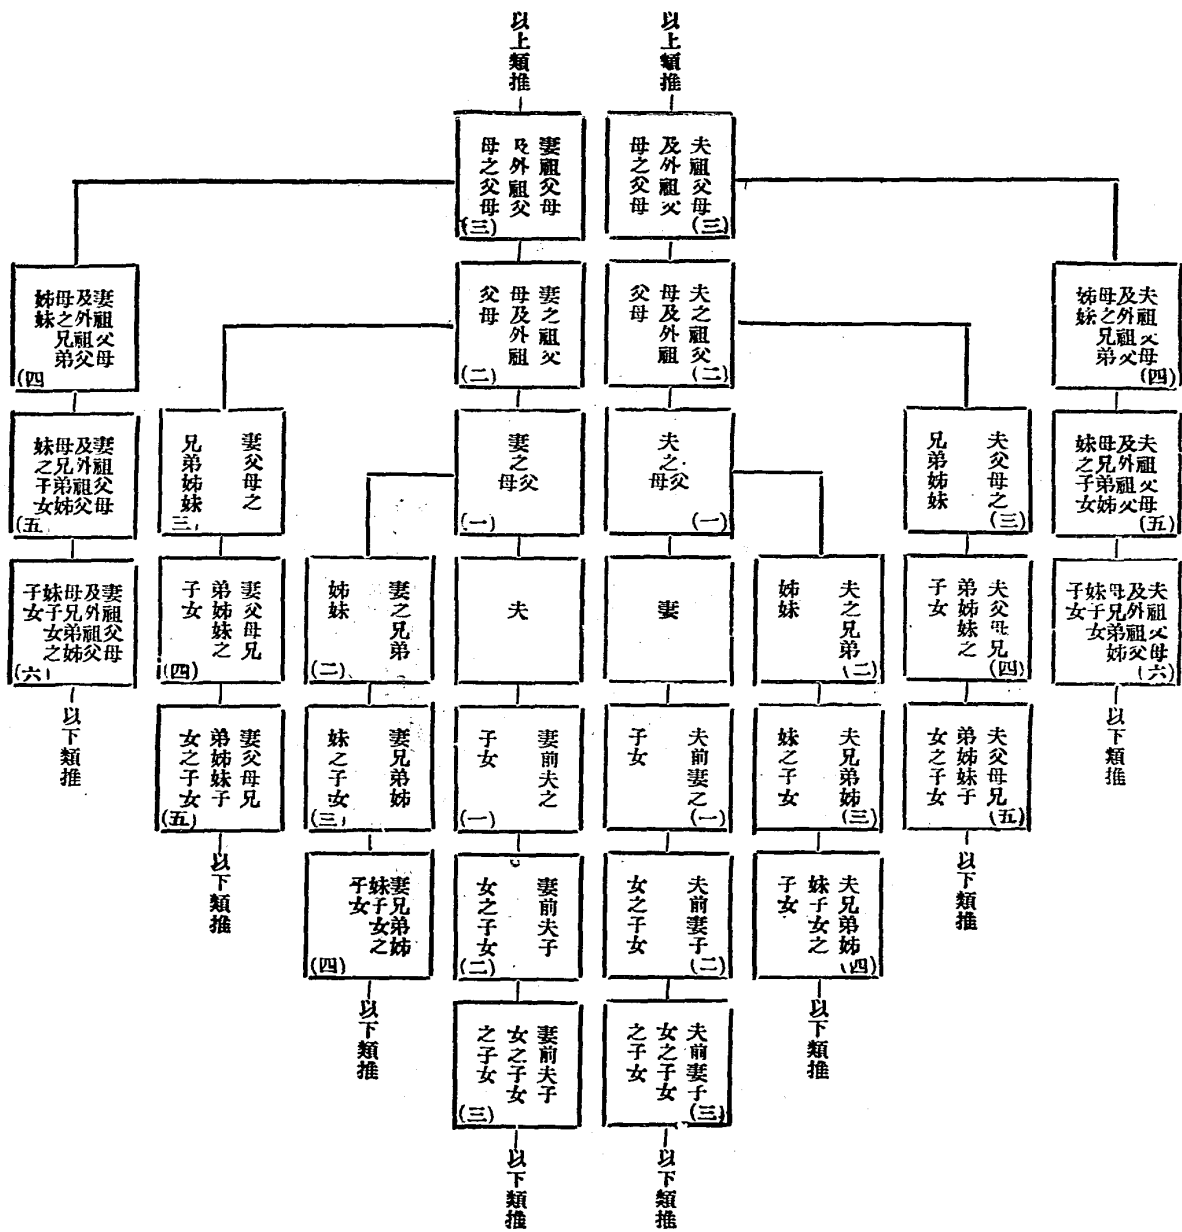 以上類推
夫祖父母
及外祖父
母之父母
(三)
夫之祖父
母及外祖
父母
(二)
夫之父
母
(一)
妻
夫前妻之
子女
(一)
夫前妻子
女之子女
(二)
夫前妻子
女之子女
之子女
(三)
以下類推
夫之兄弟
姊妹
(二)
夫兄弟姊
妹之子女
(三)
夫兄弟姊
妹子女之
子女
(四)
以下類推
夫父母之
兄弟姊妹
(三)
夫父母兄
弟姊妹之
子女
(四)
夫父母兄
弟姊妹子
女之子女
(五)
以下類推
夫祖父母
及外祖父
母之兄弟
姊妹
(四)
夫祖父母
及外祖父
母兄弟姊
妹之子女
(五)
夫祖父母
及外祖父
母兄弟姊
妹子女
子女
(六)
以下類推
以上類推
妻祖父母
及外祖父
母之父母
(三)
妻之祖父
母及外祖
父母
(二)
妻之父
母
(一)
夫
妻前夫之
子女
(一)
妻前夫子
女之子女
(二)
妻前夫子
女之子女
之子女
(三)
以下類推
妻之兄弟
姊妹
(二)
妻兄弟姊
妹之子女
(三)
妻兄弟姊
妹子女之
子女
(四)
以下類推
妻父母之
兄弟姊妹
三)
妻父母兄
弟姊妹之
子女
(四)
妻父母兄
弟姊妹子
女之子女
(五)
以下類推
妻祖父母
及外祖父
母之兄弟
姊妹
(四
妻祖父母
及外祖父
母兄弟姊
妹之子女
(五
妻祖父母
及外祖父
母兄弟姊
妹子女之
子女
(六)
以下類推